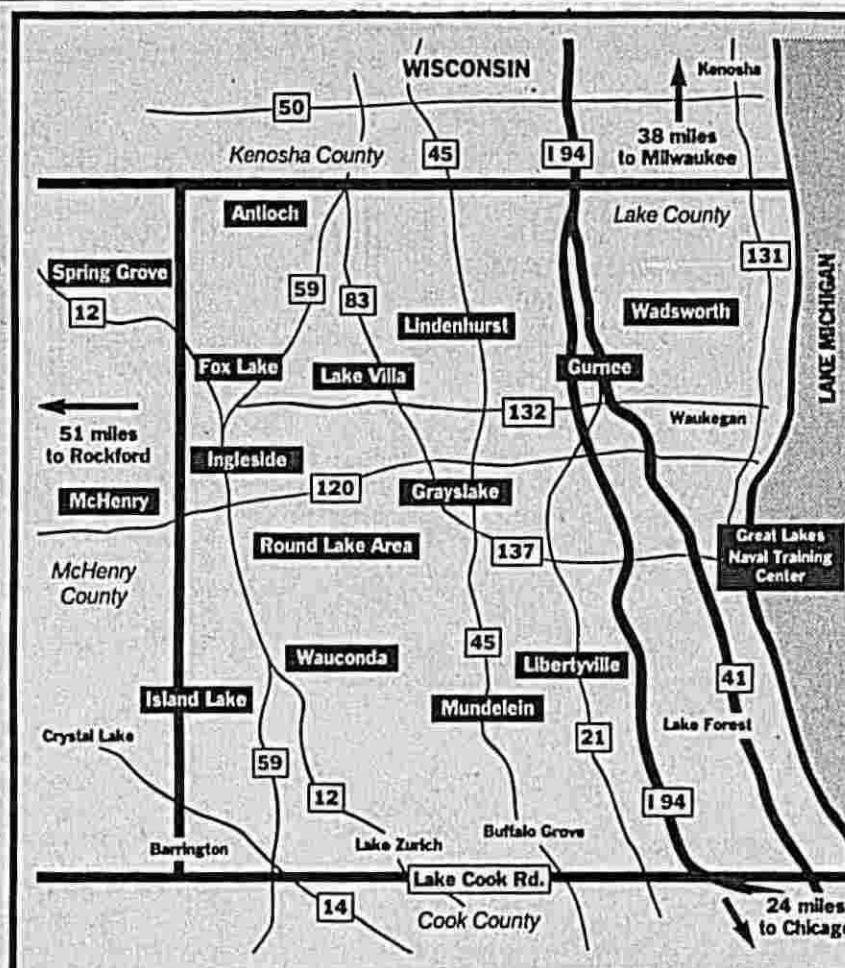 WISCONSIN
Kenosha
50
Kenosha County
45
I 94
38 miles
to Milwaukee
Antioch
Lake County
Spring Grove
12
59
83
131
Wadsworth
Lindenhurst
LAKE MICHIGAN
Fox Lake
Lake Villa
Gurnee
132
Waukegan
51 miles
to Rockford
Ingleside
McHenry
120
Grayslake
Round Lake Area
137
Great Lakes
Naval Training
Center
McHenry
County
45
Wauconda
Libertyville
41
Island Lake
Mundelein
Lake Forest
Crystal Lake
59
21
12
I 94
Barrington
Lake Zurich
Buffalo Grove
Lake Cook Rd.
14
Cook County
24 miles
to Chicago